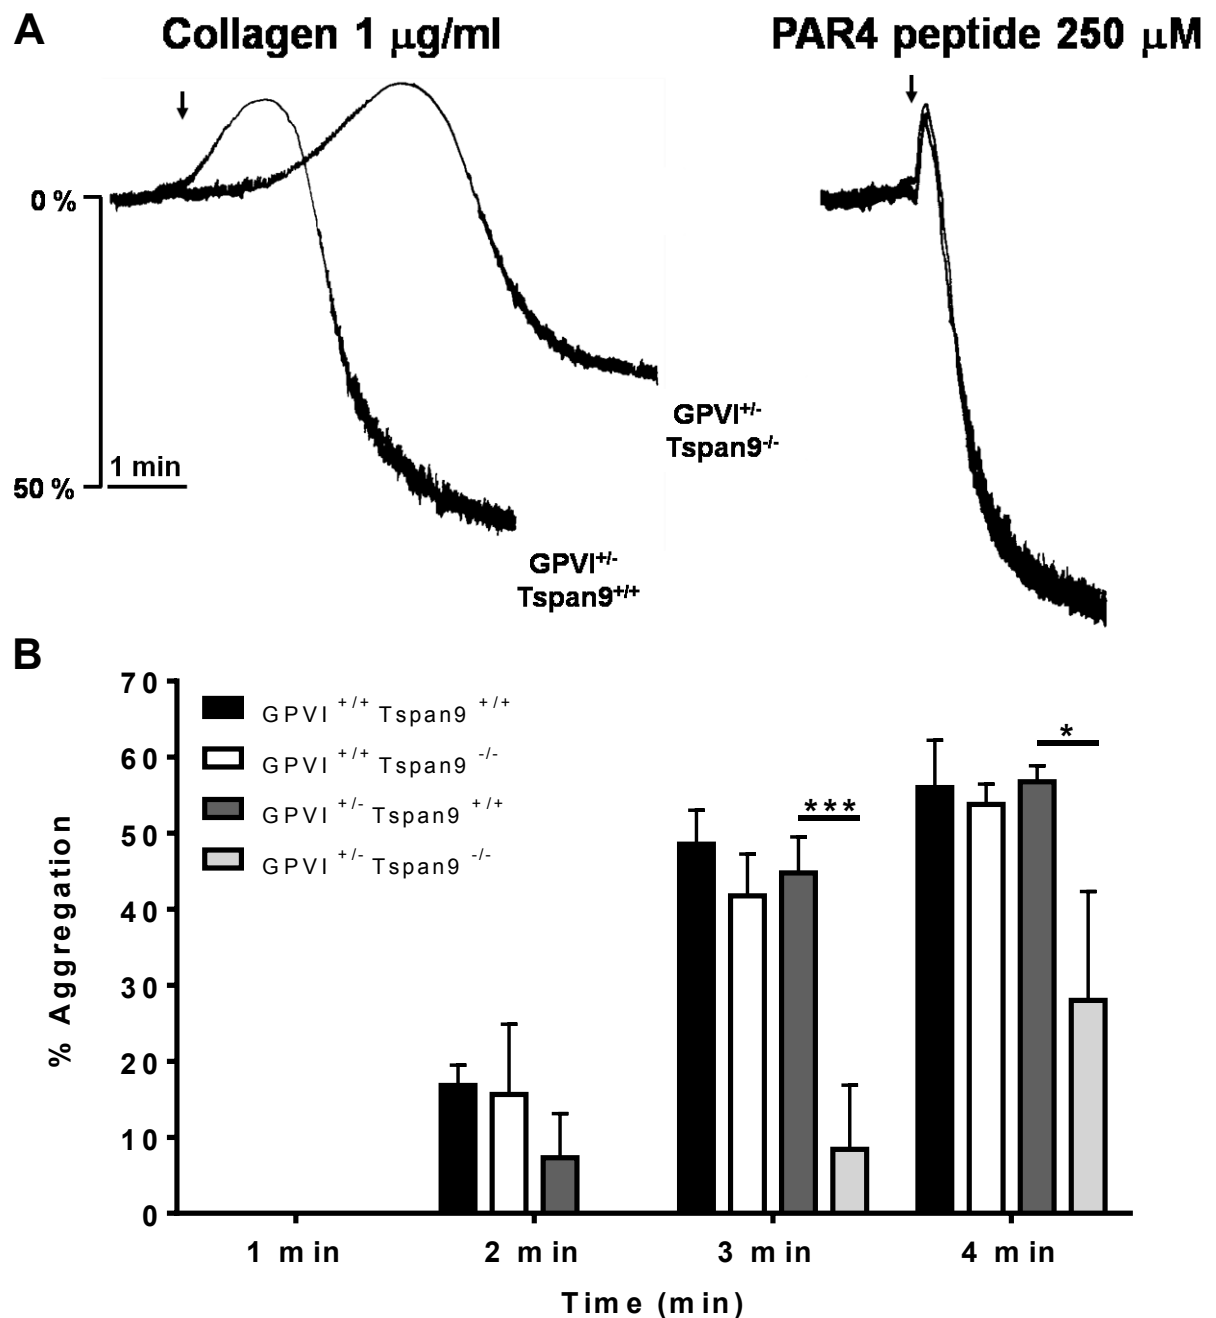 A
Collagen 1 μg/ml
PAR4 peptide 250 μM
0 %
50 %
1 min
GPVI+/-
Tspan9-/-
GPVI+/-
Tspan9+/+
B
70
60
50
40
30
20
10
0
% Aggregation
GPVI +/+ Tspan9 +/+
GPVI +/+ Tspan9 -/-
GPVI +/- Tspan9 +/+
GPVI +/- Tspan9 -/-
***
*
1 min
2 min
3 min
4 min
Time (min)